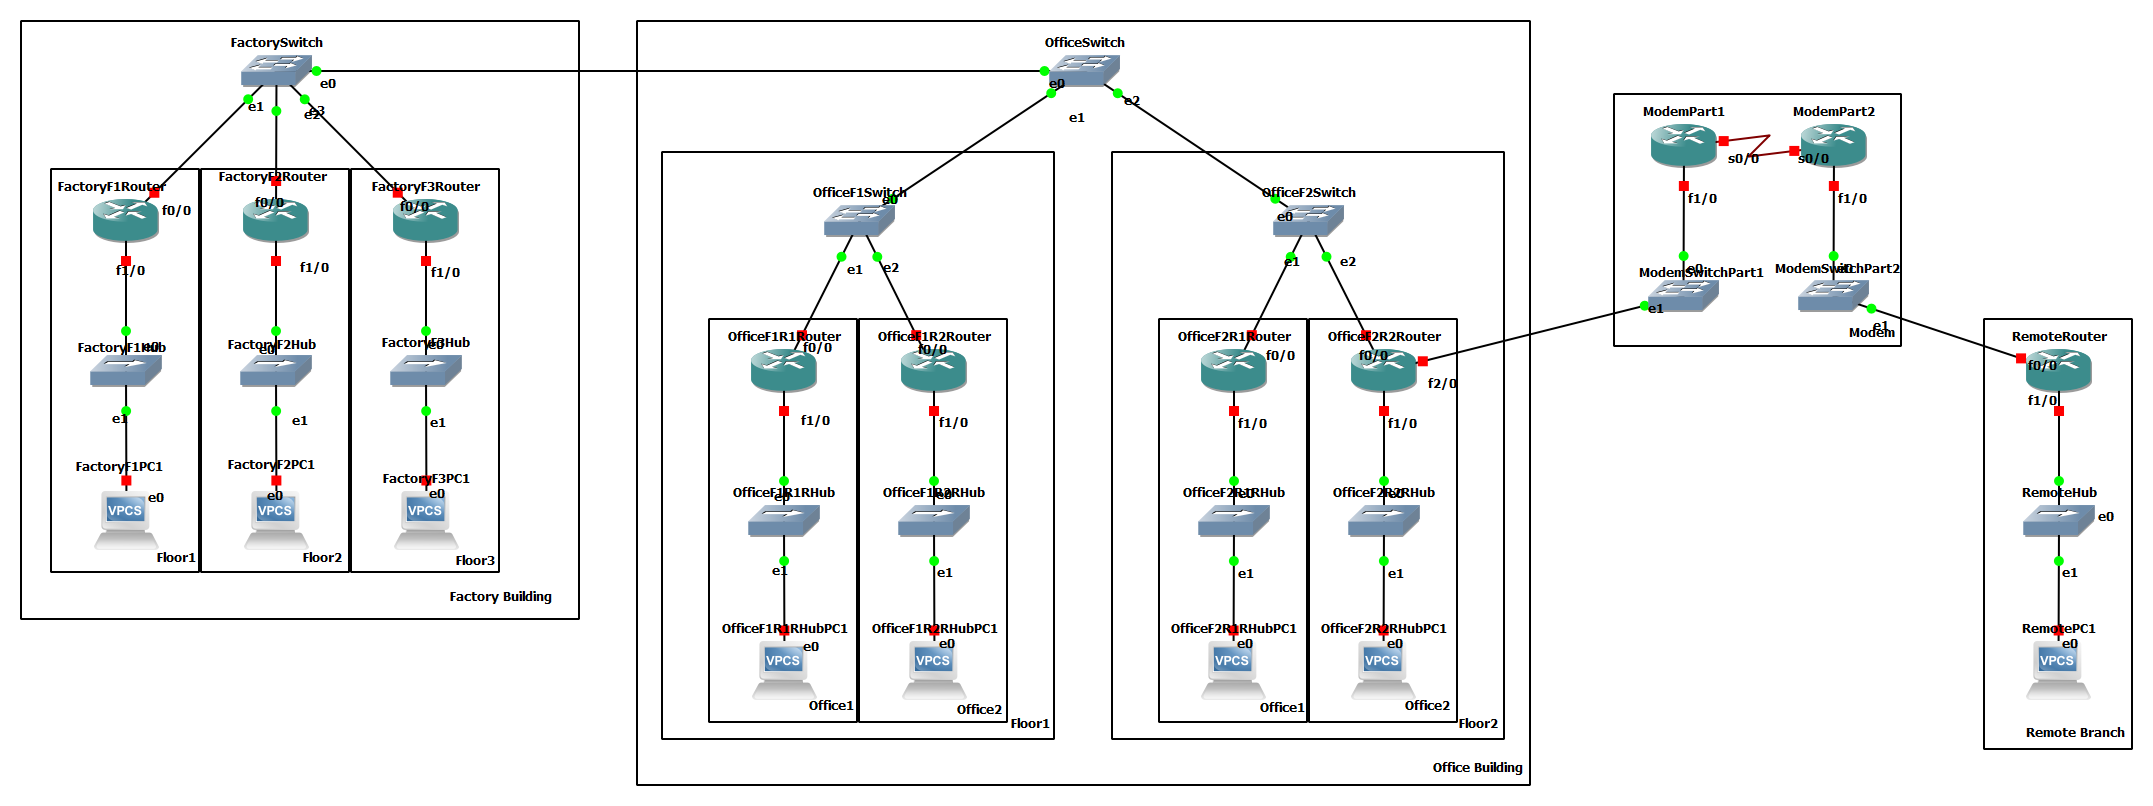 FactorySwitch
e0
e1
e2
e3
FactoryF1Router
f0/0
f1/0
FactoryF2Router
f0/0
f1/0
FactoryF3Router
f0/0
f1/0
FactoryF1Hub
e0
e1
FactoryF2Hub
e0
e1
FactoryF3Hub
e0
e1
FactoryF1PC1
e0
VPCS
FactoryF2PC1
e0
VPCS
FactoryF3PC1
e0
VPCS
Floor1
Floor2
Floor3
Factory Building
OfficeSwitch
e0
e1
e2
OfficeF1Switch
e0
e1
e2
OfficeF2Switch
e0
e1
e2
OfficeF1R1Router
f0/0
f1/0
OfficeF1R2Router
f0/0
f1/0
OfficeF2R1Router
f0/0
f1/0
OfficeF2R2Router
f0/0
f2/0
f1/0
OfficeF1R1RHub
e0
e1
OfficeF1R2RHub
e0
e1
OfficeF2R1RHub
e0
e1
OfficeF2R2RHub
e0
e1
OfficeF1R1RHubPC1
e0
VPCS
OfficeF1R2RHubPC1
e0
VPCS
OfficeF2R1RHubPC1
e0
VPCS
OfficeF2R2RHubPC1
e0
VPCS
Office1
Office2
Floor1
Office1
Office2
Floor2
Office Building
ModemPart1
s0/0
f1/0
ModemPart2
s0/0
f1/0
ModemSwitchPart1
e0
e1
ModemSwitchPart2
e0
e1
Modem
RemoteRouter
f0/0
f1/0
RemoteHub
e0
e1
RemotePC1
e0
VPCS
Remote Branch